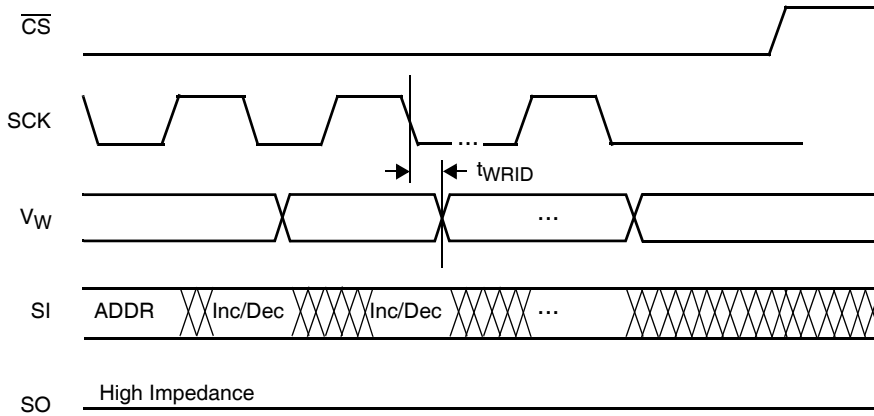 CS
SCK
...
tWRID
VW
...
SI ADDR Inc/Dec Inc/Dec ...
High Impedance
SO